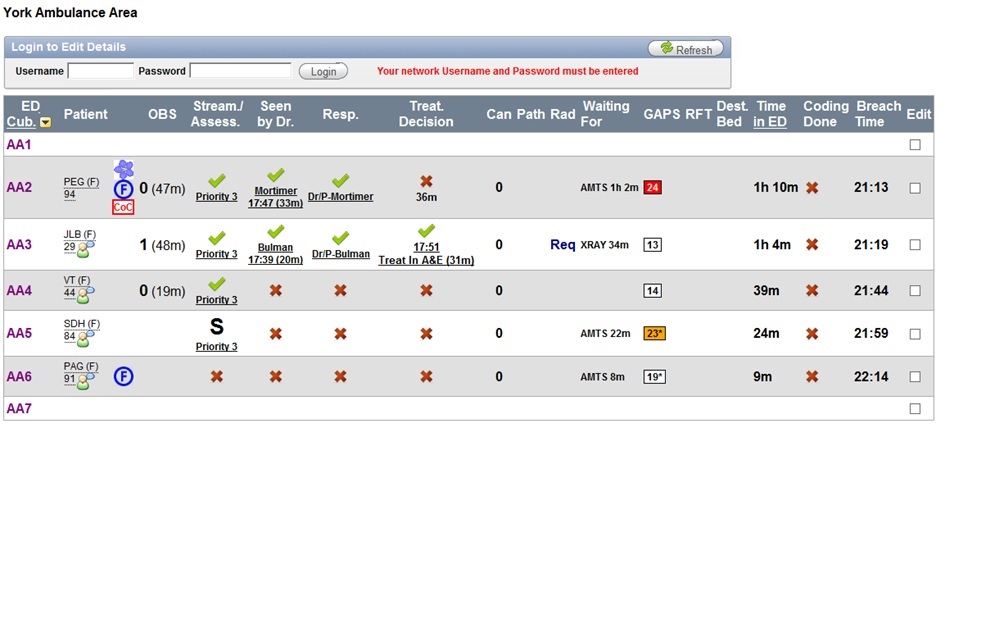 York Ambulance Area
Login to Edit Details
Refresh
Username Password Login Your network Username and Password must be entered
ED Cub. Patient OBS Stream./ Assess. Seen by Dr. Resp. Treat. Decision Can Path Rad Waiting For GAPS RFT Dest. Bed Time in ED Coding Done Breach Time Edit
AA1
AA2 PEG (F) 94 F CoC 0 (47m) Priority 3 Mortimer 17:47 (33m) Dr/P-Mortimer 36m 0 AMTS 1h 2m 24 1h 10m 21:13
AA3 JLB (F) 29 1 (48m) Priority 3 Bulman 17:39 (20m) Dr/P-Bulman 17:51 Treat In A&E (31m) 0 Req XRAY 34m 13 1h 4m 21:19
AA4 VT (F) 44 0 (19m) Priority 3 0 14 39m 21:44
AA5 SDH (F) 84 S Priority 3 0 AMTS 22m 23* 24m 21:59
AA6 PAG (F) 91 F 0 AMTS 8m 19* 9m 22:14
AA7